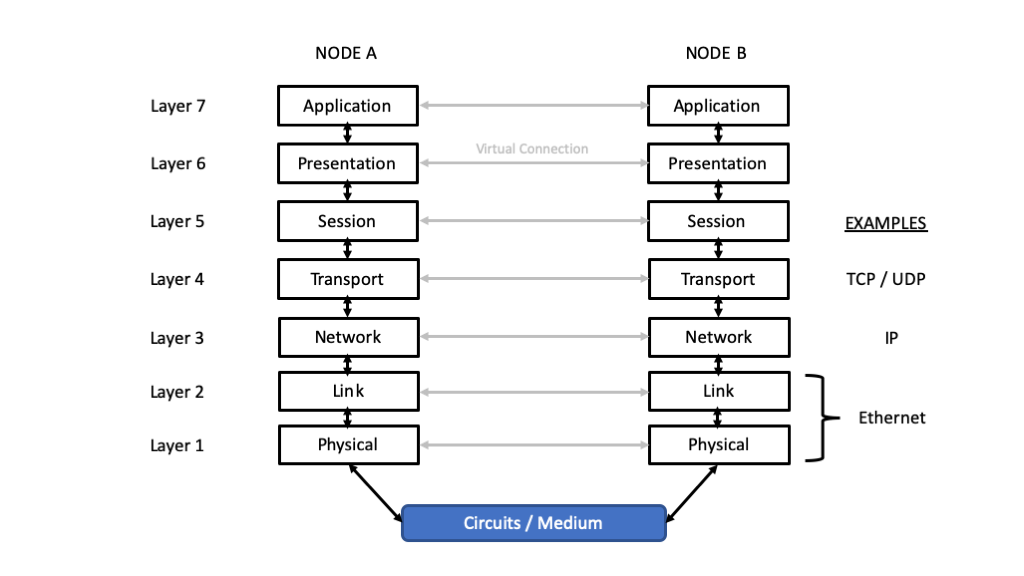 NODE A NODE B
Layer 7 Application Application
Virtual Connection
Layer 6 Presentation Presentation
Layer 5 Session Session EXAMPLES
Layer 4 Transport Transport TCP / UDP
Layer 3 Network Network IP
Layer 2 Link Link
Ethernet
Layer 1 Physical Physical
Circuits / Medium